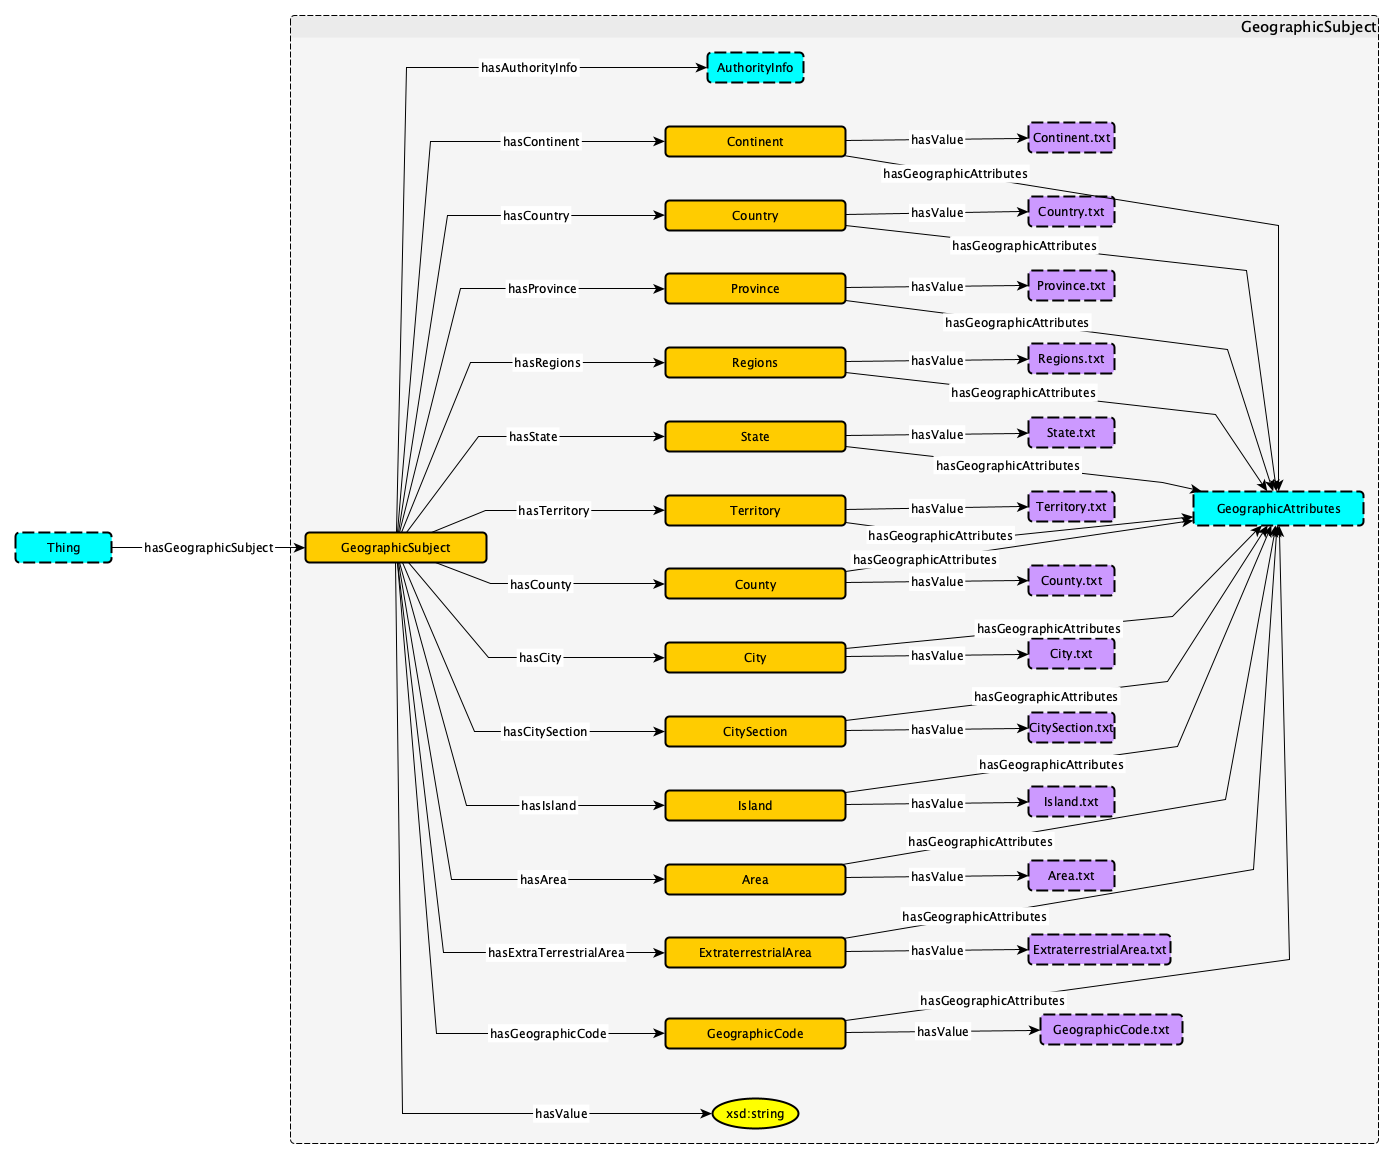 GeographicSubject
hasAuthorityInfo
AuthorityInfo
hasContinent
Continent
hasValue
Continent.txt
hasGeographicAttributes
hasCountry
Country
hasValue
Country.txt
hasGeographicAttributes
hasProvince
Province
hasValue
Province.txt
hasGeographicAttributes
hasRegions
Regions
hasValue
Regions.txt
hasGeographicAttributes
hasState
State
hasValue
State.txt
hasGeographicAttributes
hasTerritory
Territory
hasValue
Territory.txt
GeographicAttributes
hasGeographicAttributes
Thing
hasGeographicSubject
GeographicSubject
hasGeographicAttributes
hasCounty
County
hasValue
County.txt
hasGeographicAttributes
hasCity
City
hasValue
City.txt
hasGeographicAttributes
hasCitySection
CitySection
hasValue
CitySection.txt
hasGeographicAttributes
hasIsland
Island
hasValue
Island.txt
hasGeographicAttributes
hasArea
Area
hasValue
Area.txt
hasGeographicAttributes
hasExtraTerrestrialArea
ExtraterrestrialArea
hasValue
ExtraterrestrialArea.txt
hasGeographicAttributes
hasGeographicCode
GeographicCode
hasValue
GeographicCode.txt
hasValue
xsd:string